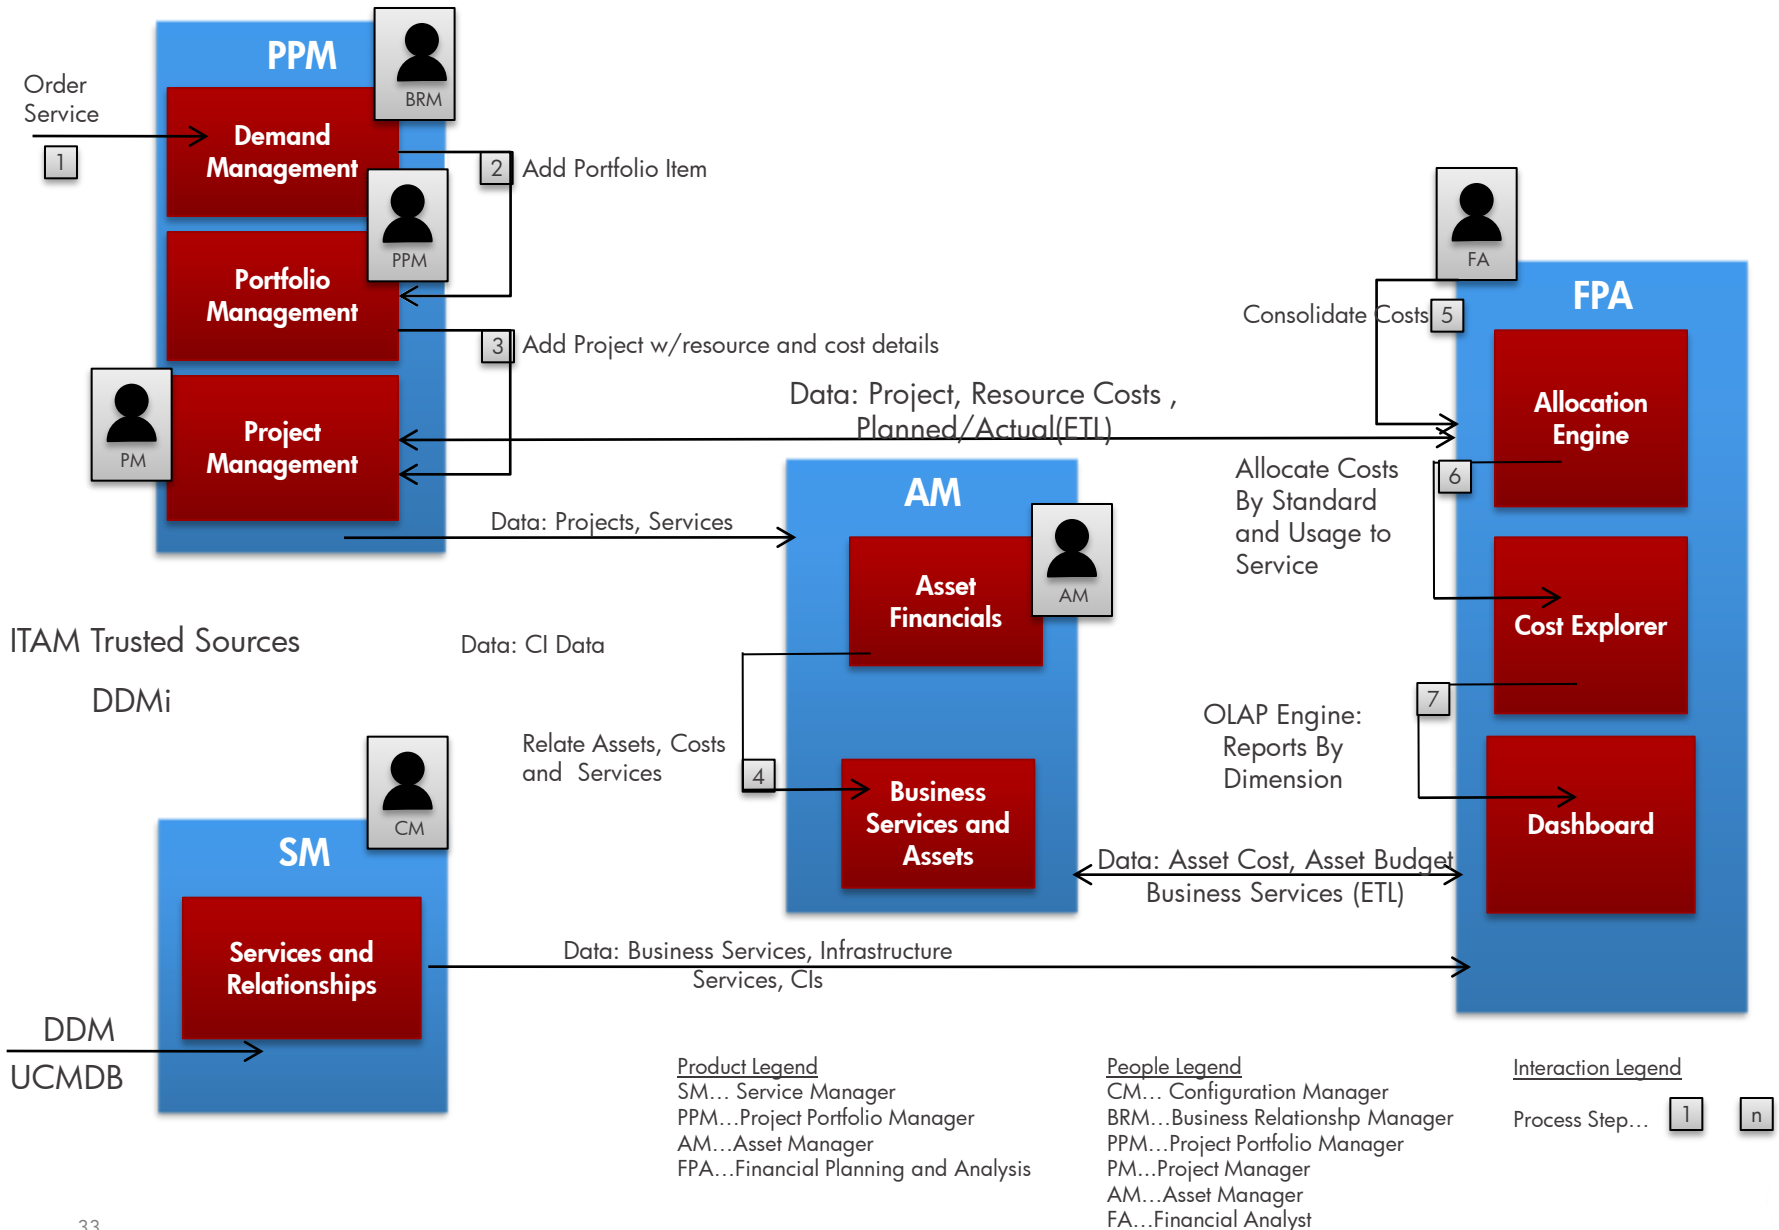 PPM
BRM
Order
Service
1
Demand
Management
2
Add Portfolio Item
PPM
Portfolio
Management
3
Add Project w/resource and cost details
PM
Project
Management
Data: Project, Resource Costs ,
Planned/Actual(ETL)
Data: Projects, Services
FA
FPA
Consolidate Costs
5
Allocation
Engine
6
Allocate Costs
By Standard
and Usage to
Service
Cost Explorer
7
OLAP Engine:
Reports By
Dimension
Dashboard
AM
AM
Asset
Financials
ITAM Trusted Sources
Data: CI Data
DDMi
Relate Assets, Costs
and Services
4
Business
Services and
Assets
Data: Asset Cost, Asset Budget
Business Services (ETL)
CM
SM
Services and
Relationships
Data: Business Services, Infrastructure
Services, CIs
DDM
UCMDB
Product Legend
SM... Service Manager
PPM...Project Portfolio Manager
AM...Asset Manager
FPA...Financial Planning and Analysis
People Legend
CM... Configuration Manager
BRM...Business Relationshp Manager
PPM...Project Portfolio Manager
PM...Project Manager
AM...Asset Manager
FA...Financial Analyst
Interaction Legend
Process Step... 1 n
33